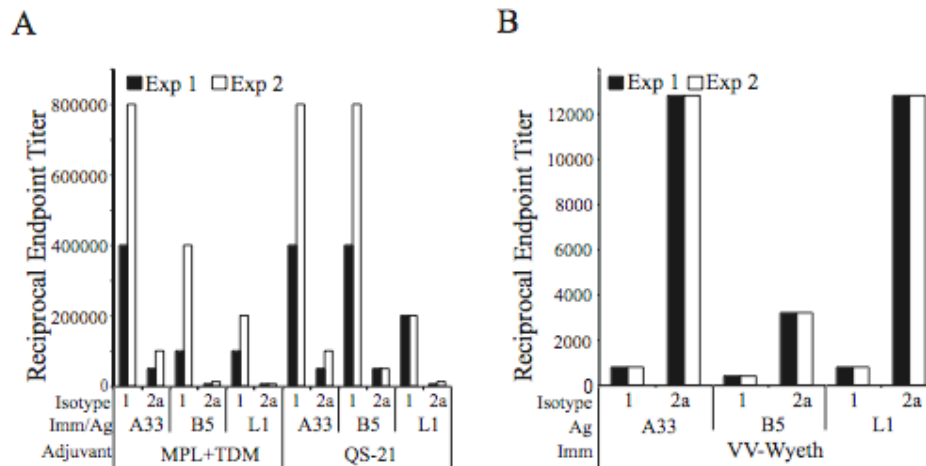 A
Reciprocal Endpoint Titer
Exp 1 Exp 2
800000
600000
400000
200000
0
Isotype 1 2a 1 2a 1 2a 1 2a 1 2a 1 2a
Imm/Ag A33 B5 L1 A33 B5 L1
Adjuvant MPL+TDM QS-21
B
Reciprocal Endpoint Titer
Exp 1 Exp 2
12000
10000
8000
6000
4000
2000
0
Isotype 1 2a 1 2a 1 2a
Ag A33 B5 L1
Imm VV-Wyeth